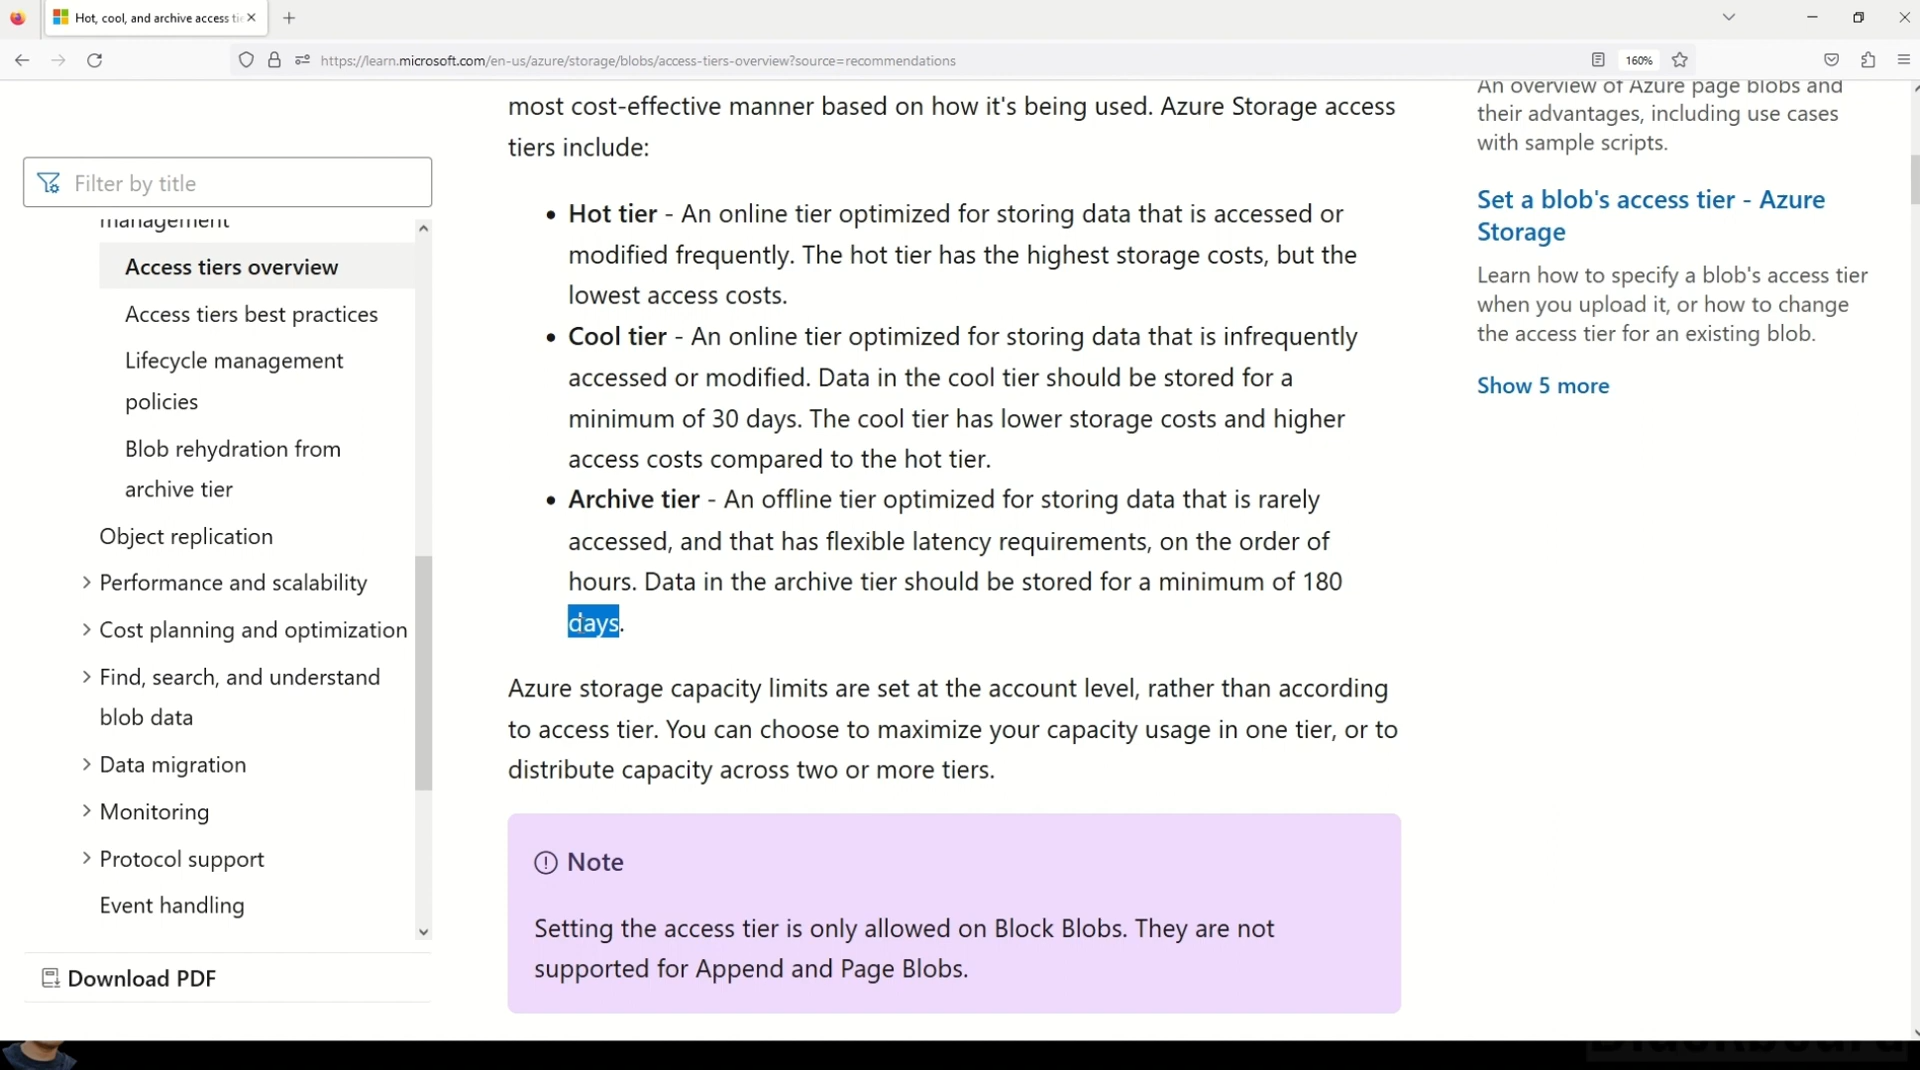 Hot, cool, and archive access tie
https://learn.microsoft.com/en-us/azure/storage/blobs/access-tiers-overview?source=recommendations
160%
Filter by title
management
Access tiers overview
Access tiers best practices
Lifecycle management
policies
Blob rehydration from
archive tier
Object replication
Performance and scalability
Cost planning and optimization
Find, search, and understand
blob data
Data migration
Monitoring
Protocol support
Event handling
Download PDF
most cost-effective manner based on how it's being used. Azure Storage access
tiers include:
• Hot tier - An online tier optimized for storing data that is accessed or
modified frequently. The hot tier has the highest storage costs, but the
lowest access costs.
• Cool tier - An online tier optimized for storing data that is infrequently
accessed or modified. Data in the cool tier should be stored for a
minimum of 30 days. The cool tier has lower storage costs and higher
access costs compared to the hot tier.
• Archive tier - An offline tier optimized for storing data that is rarely
accessed, and that has flexible latency requirements, on the order of
hours. Data in the archive tier should be stored for a minimum of 180
days.
Azure storage capacity limits are set at the account level, rather than according
to access tier. You can choose to maximize your capacity usage in one tier, or to
distribute capacity across two or more tiers.
Note
Setting the access tier is only allowed on Block Blobs. They are not
supported for Append and Page Blobs.
An overview of Azure page blobs and
their advantages, including use cases
with sample scripts.
Set a blob's access tier - Azure
Storage
Learn how to specify a blob's access tier
when you upload it, or how to change
the access tier for an existing blob.
Show 5 more